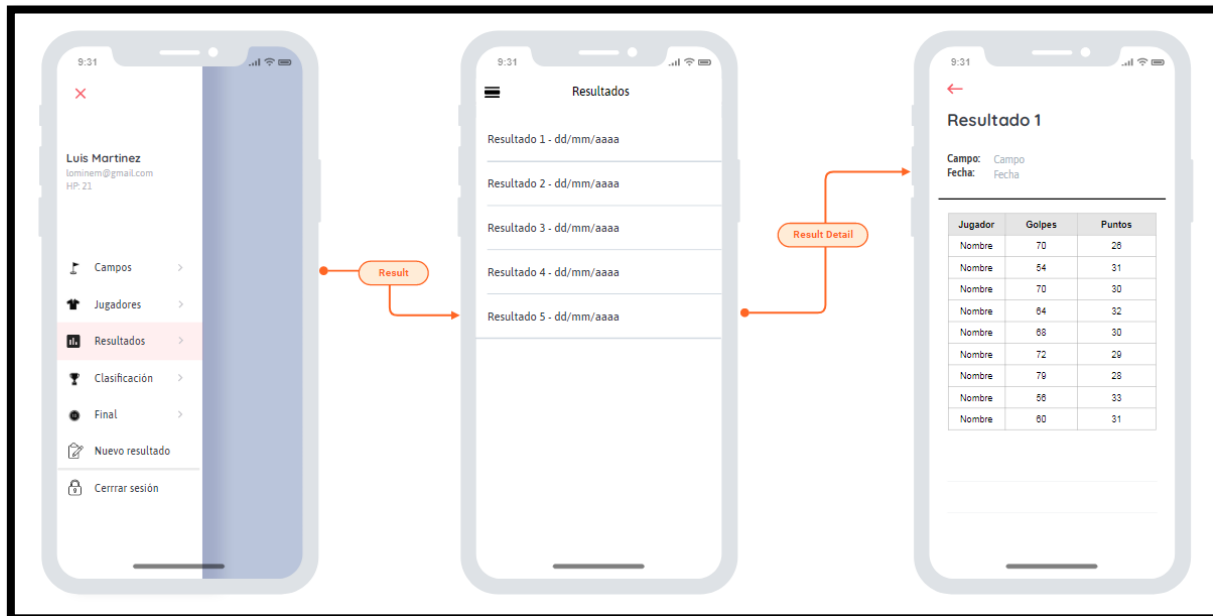 9:31
Luis Martinez
lominem@gmail.com
HP: 21
Campos
Jugadores
Resultados
Clasificación
Final
Nuevo resultado
Cerrrar sesión
Result
9:31
Resultados
Resultado 1 - dd/mm/aaaa
Resultado 2 - dd/mm/aaaa
Resultado 3 - dd/mm/aaaa
Resultado 4 - dd/mm/aaaa
Resultado 5 - dd/mm/aaaa
Result Detail
9:31
Resultado 1
Campo: Campo
Fecha: Fecha
Jugador Golpes Puntos
Nombre 70 26
Nombre 54 31
Nombre 70 30
Nombre 64 32
Nombre 68 30
Nombre 72 29
Nombre 79 28
Nombre 56 33
Nombre 60 31